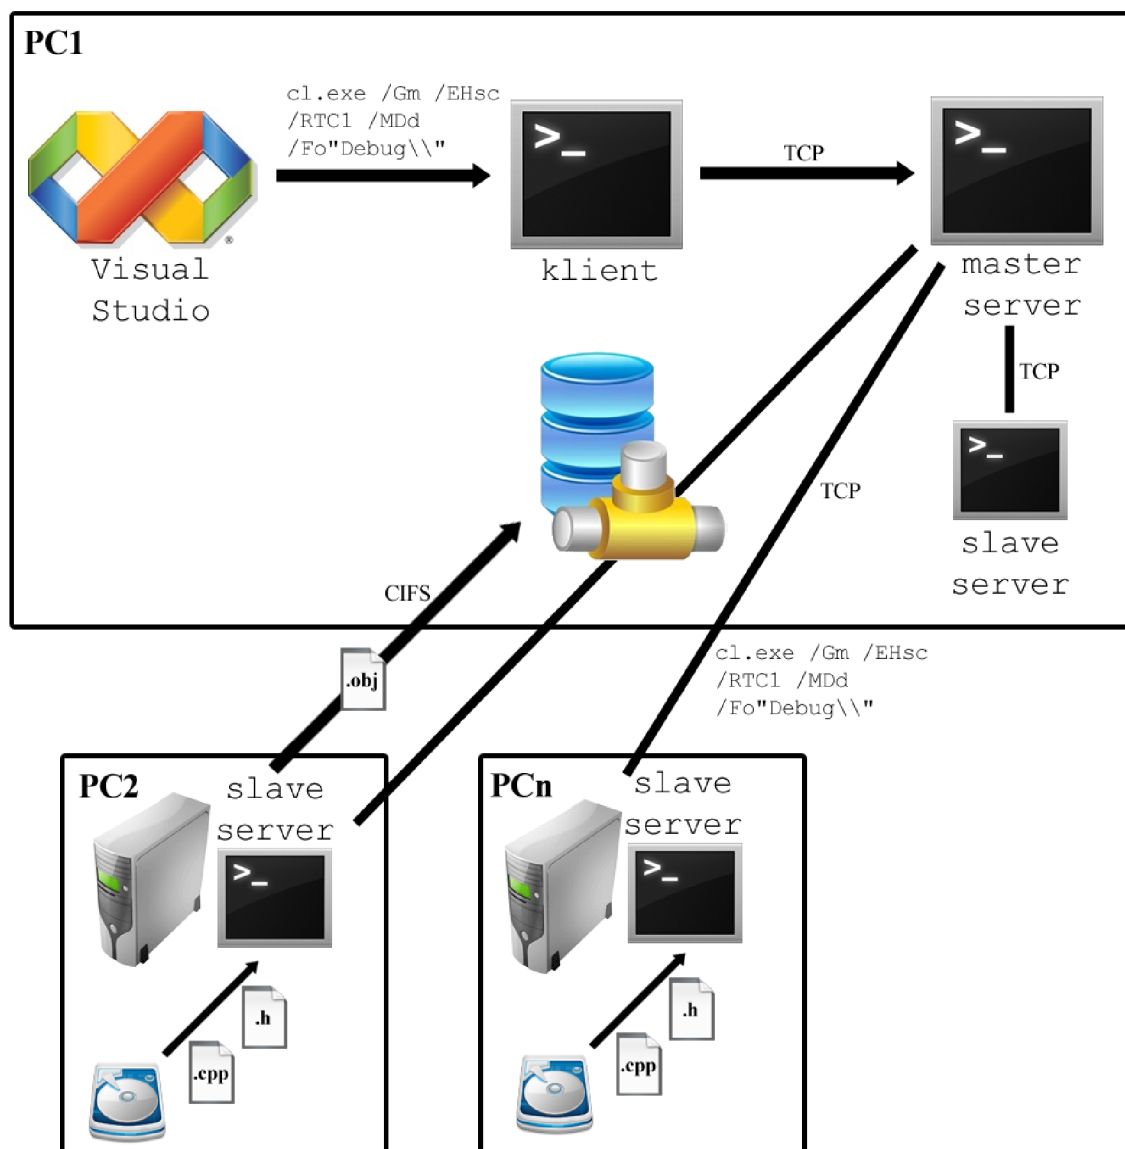 PC1
cl.exe /Gm /EHsc
/RTC1 /MDd
/Fo"Debug\\"
>_
TCP
>_
®
Visual
Studio
klient
master
server
TCP
>_
slave
server
TCP
CIFS
.obj
cl.exe /Gm /EHsc
/RTC1 /MDd
/Fo"Debug\\"
PC2
slave
server
>_
.h
.cpp
PCn
slave
server
>_
.h
.cpp